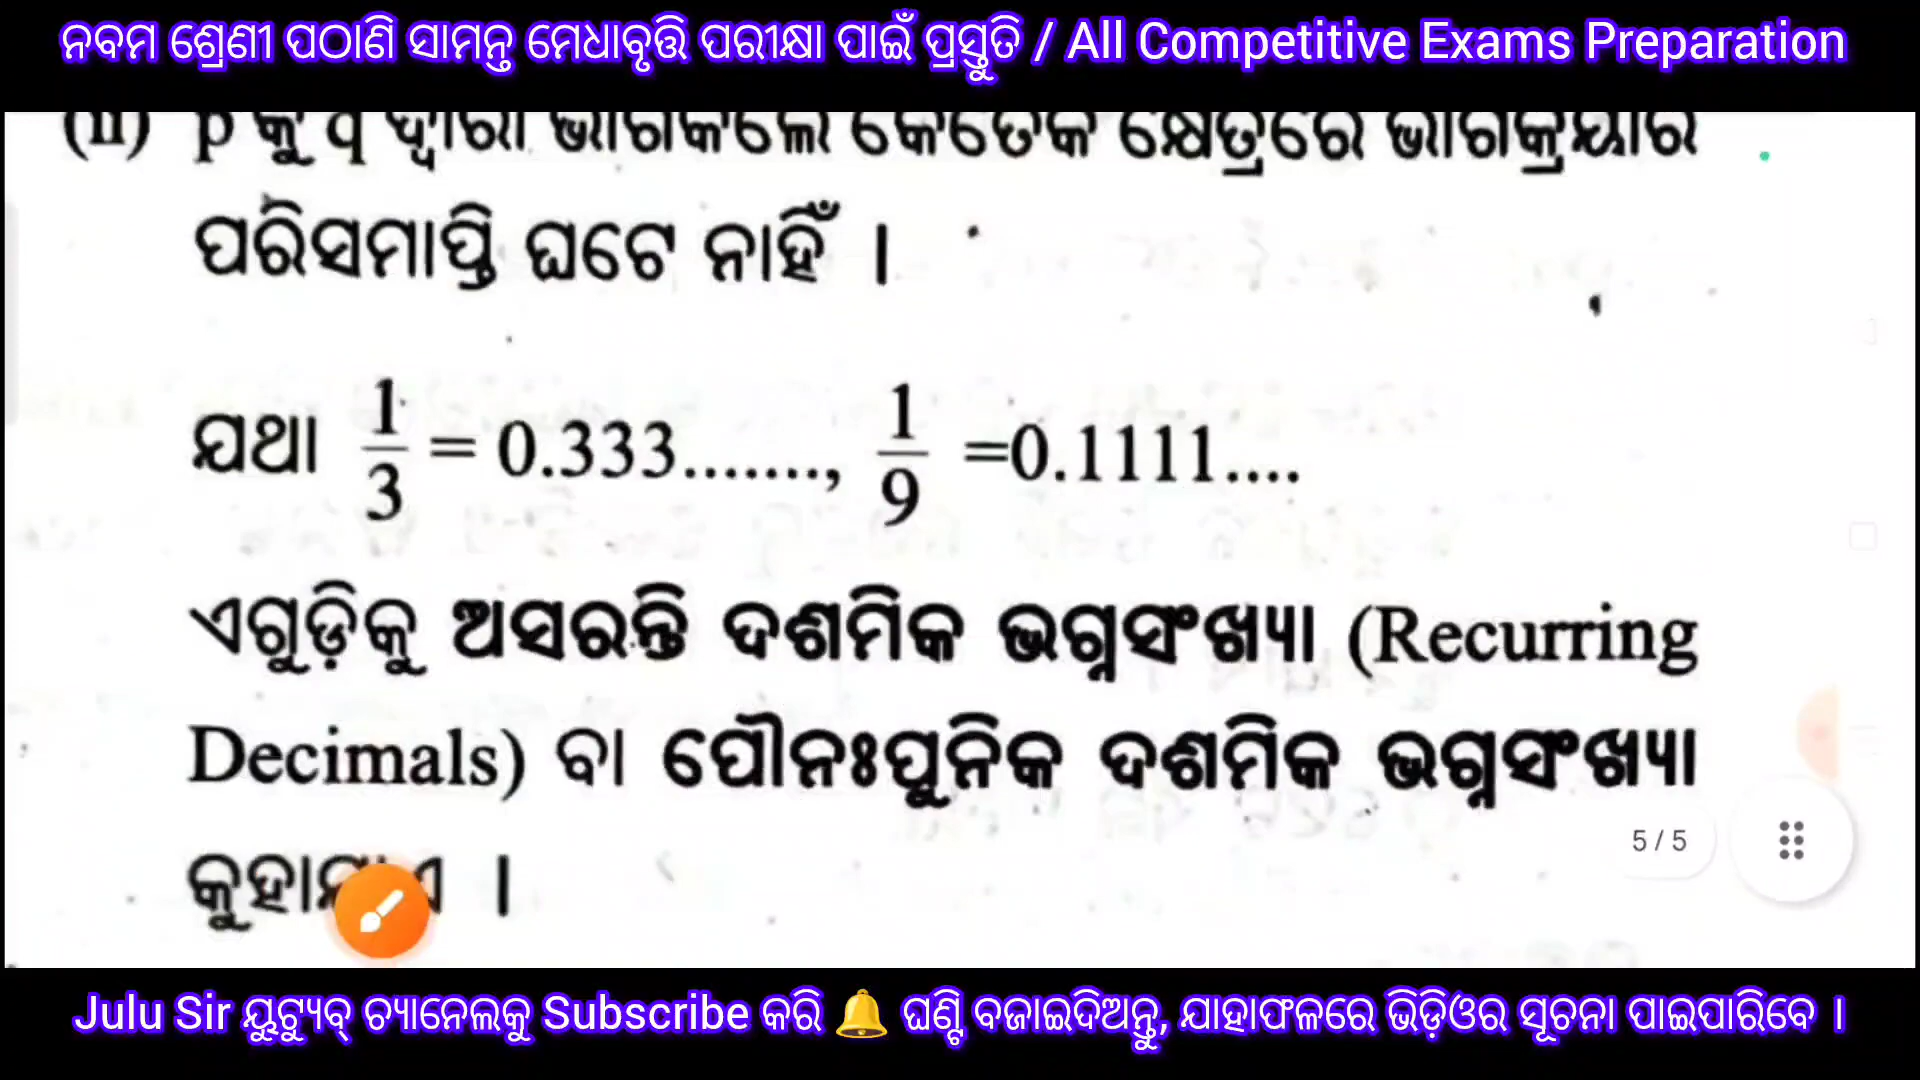 ନବମ ଶ୍ରେଣୀ ପଠାଣି ସାମନ୍ତ ମେଧାବୃତ୍ତି ପରୀକ୍ଷା ପାଇଁ ପ୍ରସ୍ତୁତି / All Competitive Exams Preparation
(ii) p କୁ q ଦ୍ୱାରା ଭାଗକଲେ କେତେକ କ୍ଷେତ୍ରରେ ଭାଗକ୍ରିୟାର
ପରିସମାପ୍ତି ଘଟେ ନାହିଁ ।
ଯଥା 1/3 = 0.333......., 1/9 =0.1111....
ଏଗୁଡ଼ିକୁ ଅସରନ୍ତି ଦଶମିକ ଭଗ୍ନସଂଖ୍ୟା (Recurring
Decimals) ବା ପୌନଃପୁନିକ ଦଶମିକ ଭଗ୍ନସଂଖ୍ୟା
।
5 / 5
Julu Sir ୟୁଟ୍ୟୁବ୍ ଚ୍ୟାନେଲକୁ Subscribe କରି 🔔 ଘଣ୍ଟି ବଜାଇଦିଅନ୍ତୁ, ଯାହାଫଳରେ ଭିଡ଼ିଓର ସୂଚନା ପାଇପାରିବେ ।